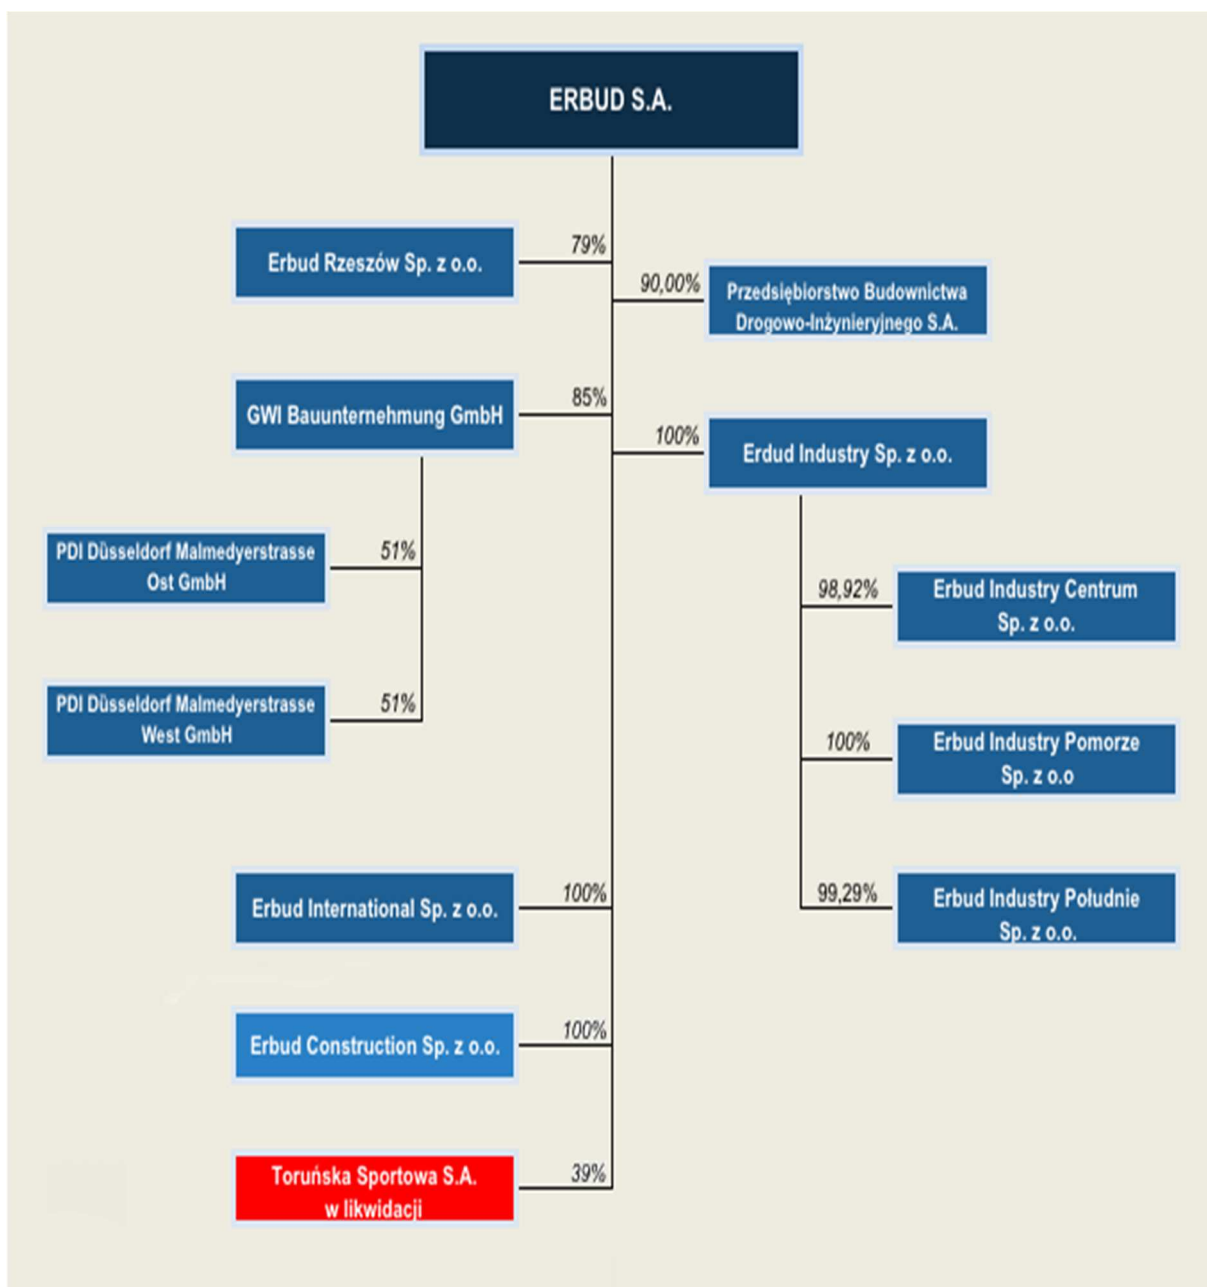 ERBUD S.A.
79%
Erbud Rzeszów Sp. z o.o.
90,00%
Przedsiębiorstwo Budownictwa
Drogowo-Inżynieryjnego S.A.
85%
GWI Bauunternehmung GmbH
100%
Erdud Industry Sp. z o.o.
PDI Düsseldorf Malmedyerstrasse
Ost GmbH
51%
98,92%
Erbud Industry Centrum
Sp. z o.o.
PDI Düsseldorf Malmedyerstrasse
West GmbH
51%
100%
Erbud Industry Pomorze
Sp. z o.o
Erbud International Sp. z o.o.
100%
99,29%
Erbud Industry Południe
Sp. z o.o.
Erbud Construction Sp. z o.o.
100%
Toruńska Sportowa S.A.
w likwidacji
39%